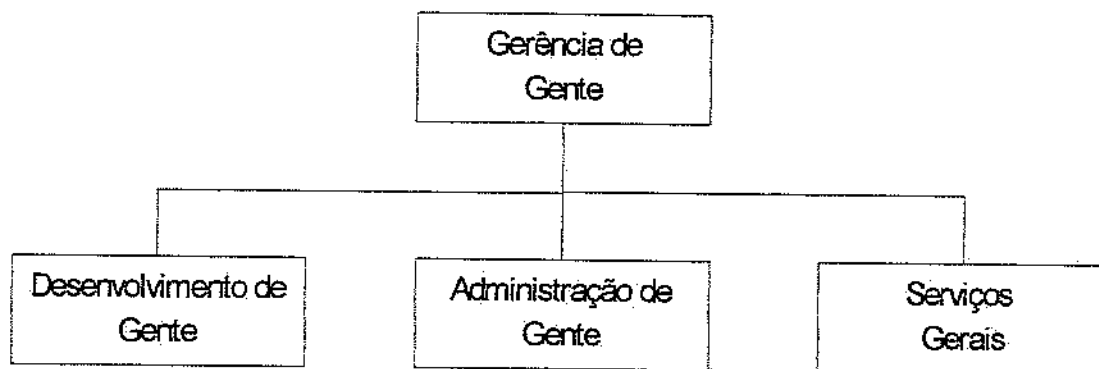 Gerência de
Gente
Desenvolvimento de
Gente
Administração de
Gente
Serviços
Gerais